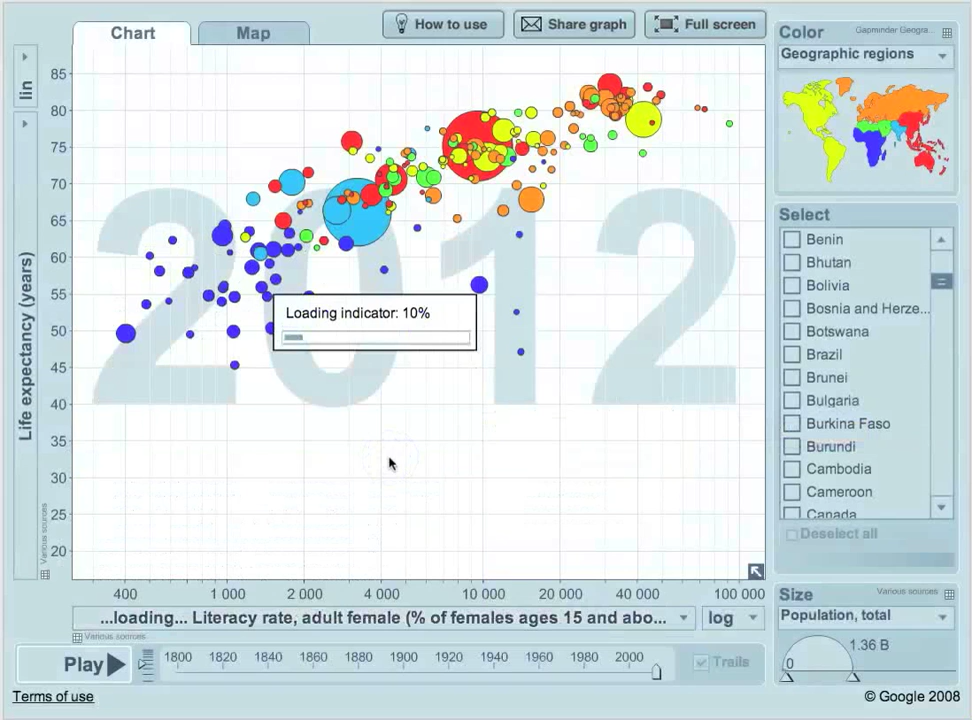 Chart
Map
How to use
Share graph
Full screen
Color
Gapminder Geogra...
Geographic regions
lin
Life expectancy (years)
Various sources
85
80
75
70
65
60
55
50
45
40
35
30
25
20
2012
Loading indicator: 10%
400
1 000
2 000
4 000
10 000
20 000
40 000
100 000
Select
Benin
Bhutan
Bolivia
Bosnia and Herze...
Botswana
Brazil
Brunei
Bulgaria
Burkina Faso
Burundi
Cambodia
Cameroon
Canada
Deselect all
...loading... Literacy rate, adult female (% of females ages 15 and abo...
log
Various sources
Size
Various sources
Population, total
1.36 B
0
Play
1800 1820 1840 1860 1880 1900 1920 1940 1960 1980 2000
Trails
Terms of use
© Google 2008